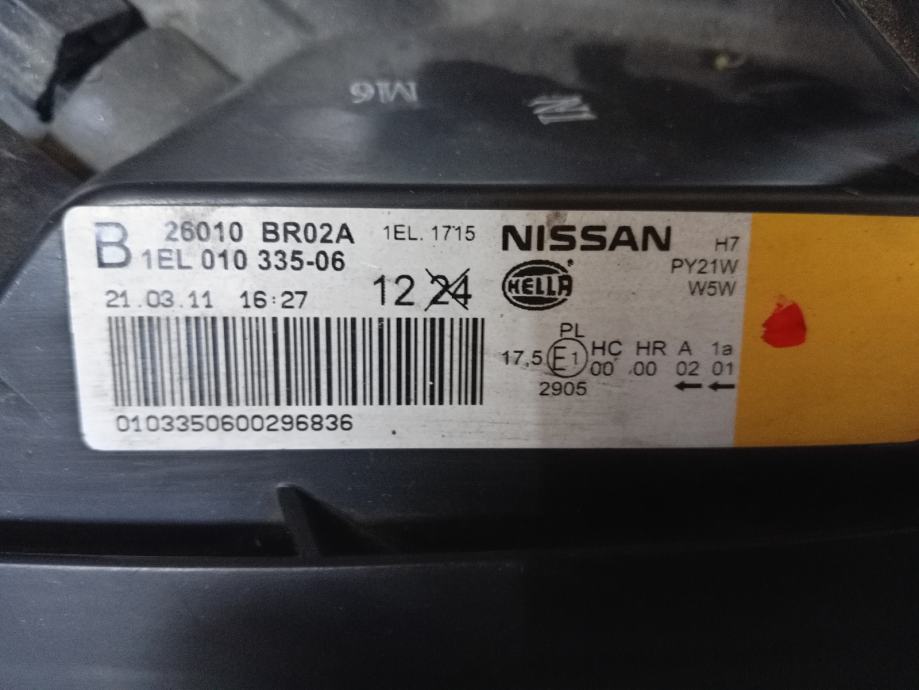 M6
B 26010 BR02A 1EL. 1715
1EL 010 335-06
21.03.11 16:27 12 24
0103350600296836
NISSAN
HELLA
H7
PY21W
W5W
PL
17,5 E1 HC HR A 1a
00 00 02 01
2905